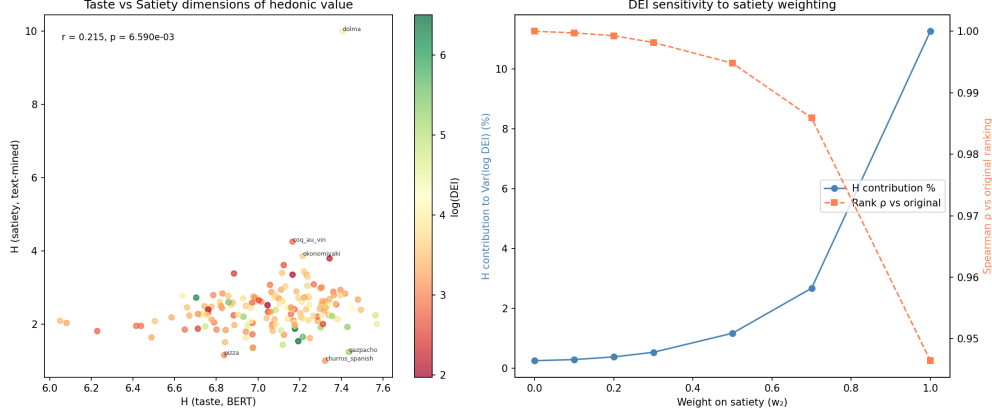 Taste vs Satiety dimensions of hedonic value
r = 0.215, p = 6.590e-03
dolma
coq_au_vin
okonomiyaki
pizza
gazpacho
churros_spanish
10
8
6
4
2
6.0 6.2 6.4 6.6 6.8 7.0 7.2 7.4 7.6
H (taste, BERT)
H (satiety, text-mined)
6
5
4
3
2
log(DEI)
DEI sensitivity to satiety weighting
H contribution %
Rank ρ vs original
10
8
6
4
2
0
0.0 0.2 0.4 0.6 0.8 1.0
Weight on satiety (w₂)
H contribution to Var(log DEI) (%)
1.00
0.99
0.98
0.97
0.96
0.95
Spearman ρ vs original ranking